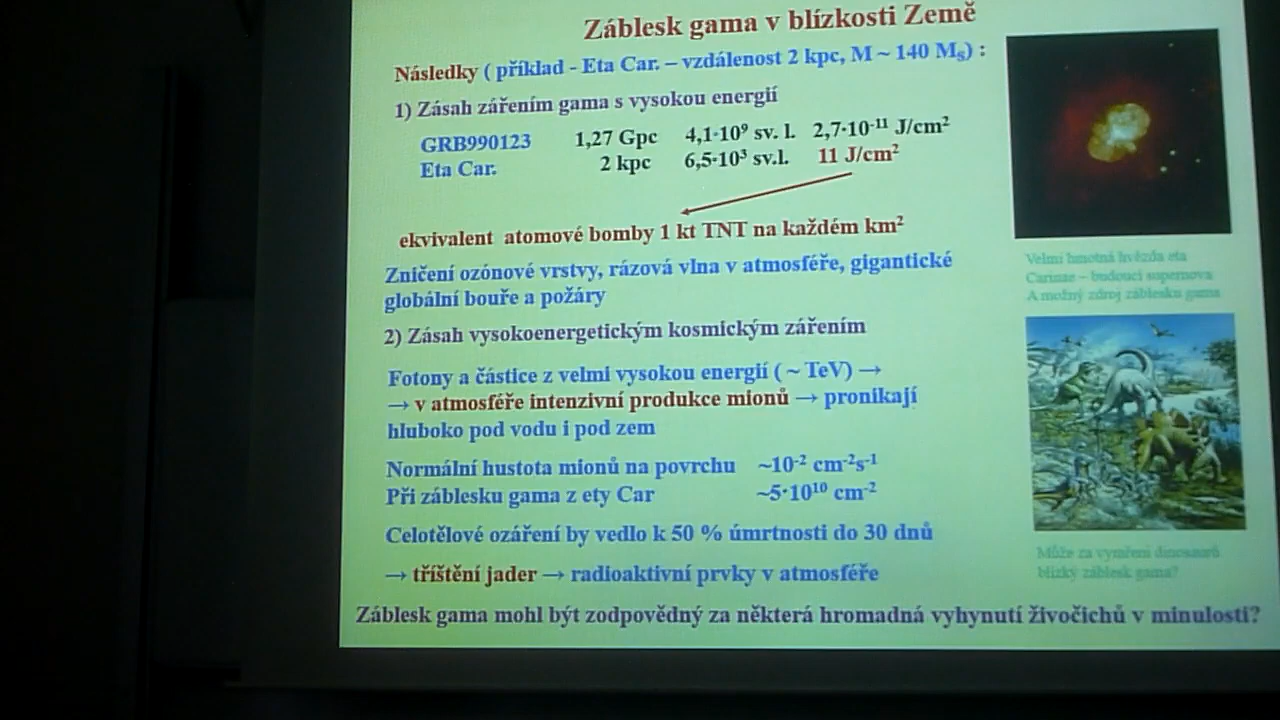 Záblesk gama v blízkosti Země
Následky ( příklad - Eta Car. – vzdálenost 2 kpc, M ~ 140 MS) :
1) Zásah zářením gama s vysokou energií
GRB990123 1,27 Gpc 4,1·10⁹ sv. l. 2,7·10⁻¹¹ J/cm²
Eta Car. 2 kpc 6,5·10³ sv.l. 11 J/cm²
ekvivalent atomové bomby 1 kt TNT na každém km²
Zničení ozónové vrstvy, rázová vlna v atmosféře, gigantické
globální bouře a požáry
Velmi hmotná hvězda eta
Carinae – budoucí supernova
A možný zdroj záblesku gama
2) Zásah vysokoenergetickým kosmickým zářením
Fotony a částice z velmi vysokou energií ( ~ TeV) →
→ v atmosféře intenzivní produkce mionů → pronikají
hluboko pod vodu i pod zem
Normální hustota mionů na povrchu ~10⁻² cm⁻²s⁻¹
Při záblesku gama z ety Car ~5·10¹⁰ cm⁻²
Celotělové ozáření by vedlo k 50 % úmrtnosti do 30 dnů
→ tříštění jader → radioaktivní prvky v atmosféře
Může za vymření dinosaurů
blízký záblesk gama?
Záblesk gama mohl být zodpovědný za některá hromadná vyhynutí živočichů v minulosti?